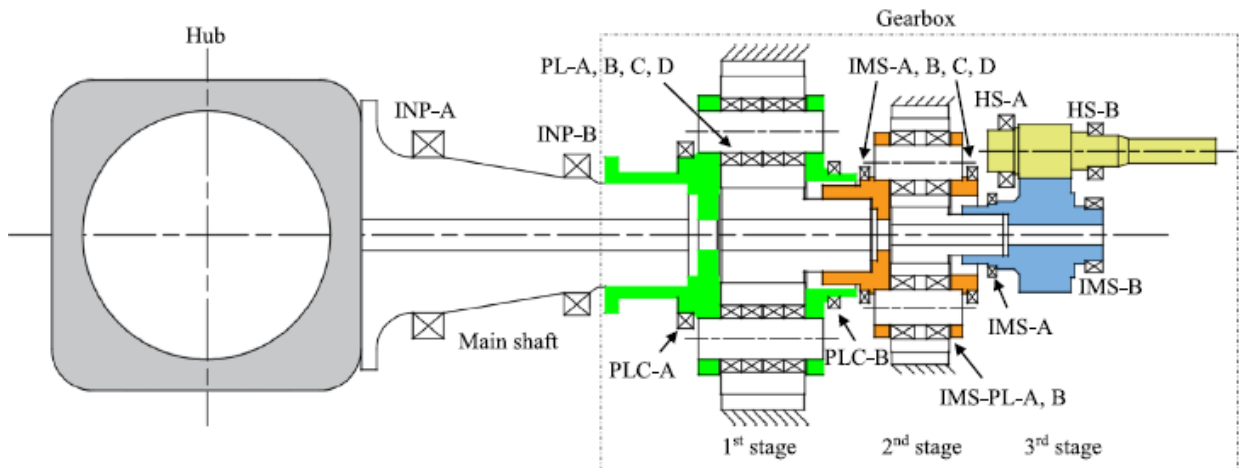 Gearbox
Hub
PL-A, B, C, D
IMS-A, B, C, D
HS-A
HS-B
INP-A
INP-B
Main shaft
PLC-A
PLC-B
IMS-A
IMS-B
IMS-PL-A, B
1st stage
2nd stage
3rd stage